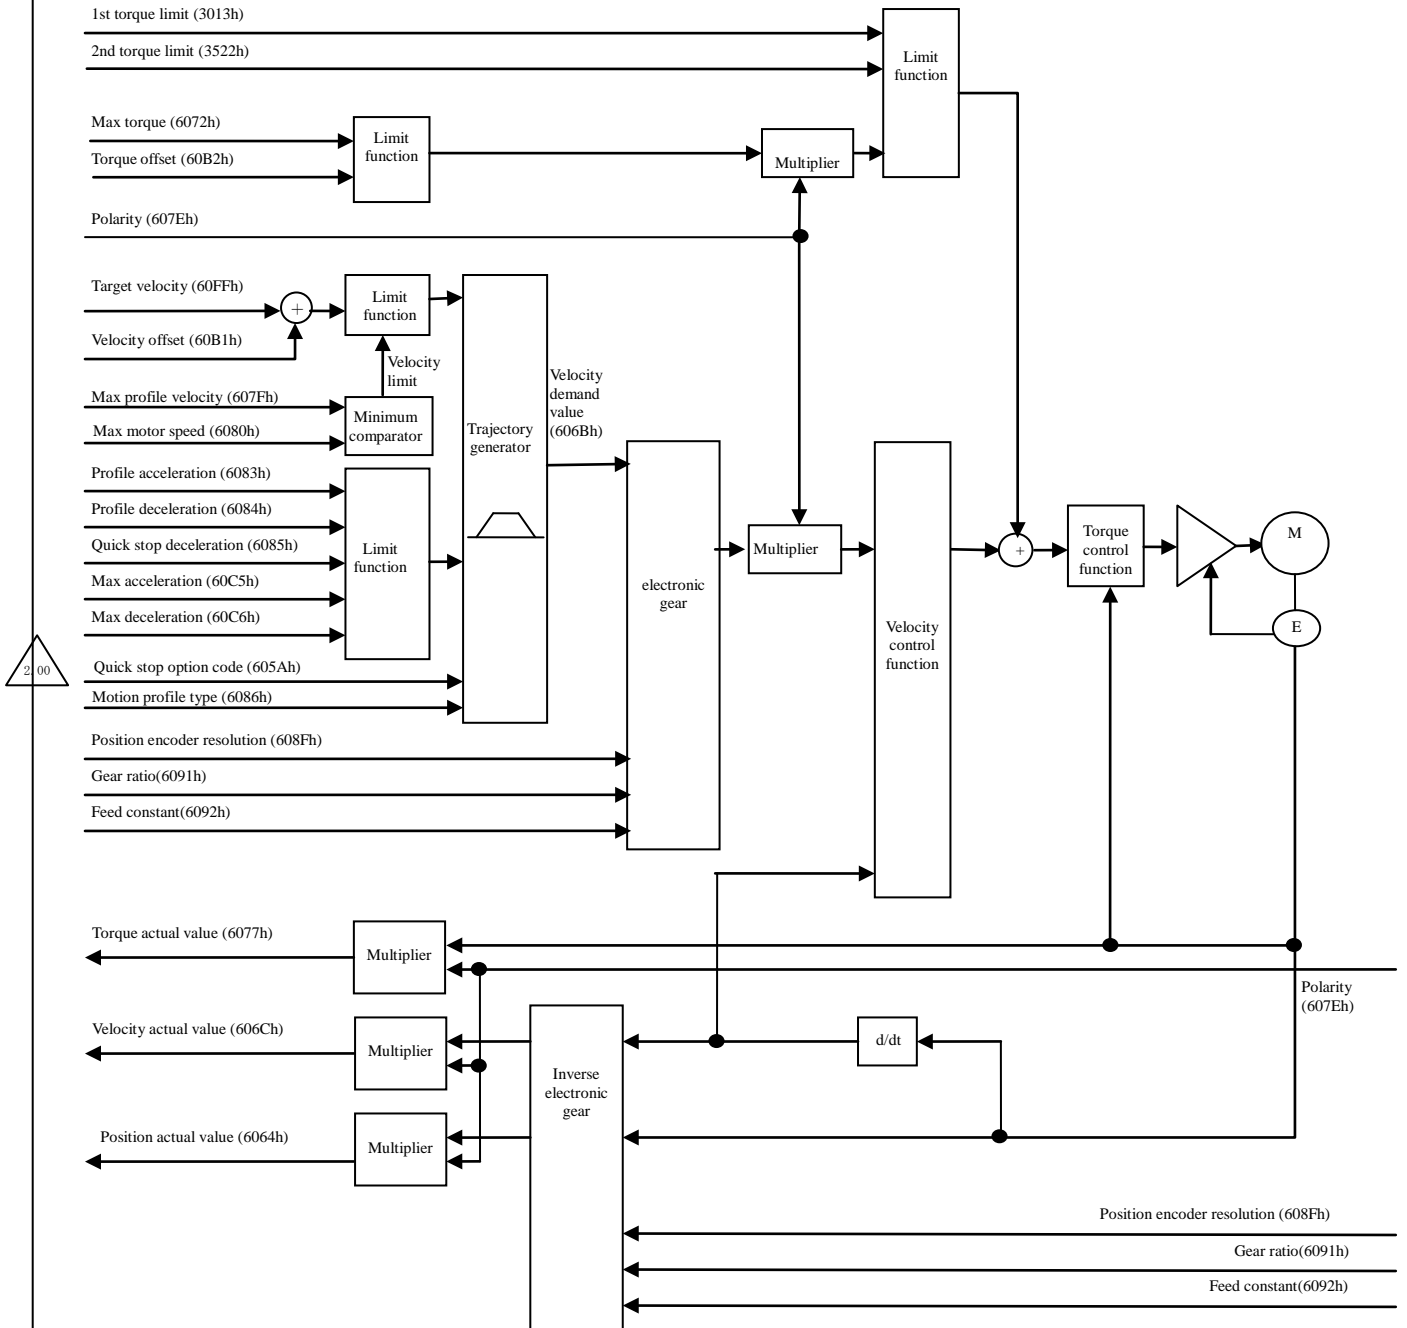 1st torque limit (3013h)
2nd torque limit (3522h)
Limit
function
Max torque (6072h)
Torque offset (60B2h)
Limit
function
Multiplier
Polarity (607Eh)
Target velocity (60FFh)
+
Limit
function
Velocity offset (60B1h)
Velocity
limit
Max profile velocity (607Fh)
Max motor speed (6080h)
Minimum
comparator
Trajectory
generator
Velocity
demand
value
(606Bh)
Profile acceleration (6083h)
Profile deceleration (6084h)
Quick stop deceleration (6085h)
Max acceleration (60C5h)
Max deceleration (60C6h)
Limit
function
electronic
gear
Multiplier
Velocity
control
function
+
Torque
control
function
M
E
2.00
Quick stop option code (605Ah)
Motion profile type (6086h)
Position encoder resolution (608Fh)
Gear ratio(6091h)
Feed constant(6092h)
Torque actual value (6077h)
Multiplier
Polarity
(607Eh)
Velocity actual value (606Ch)
Multiplier
d/dt
Inverse
electronic
gear
Position actual value (6064h)
Multiplier
Position encoder resolution (608Fh)
Gear ratio(6091h)
Feed constant(6092h)